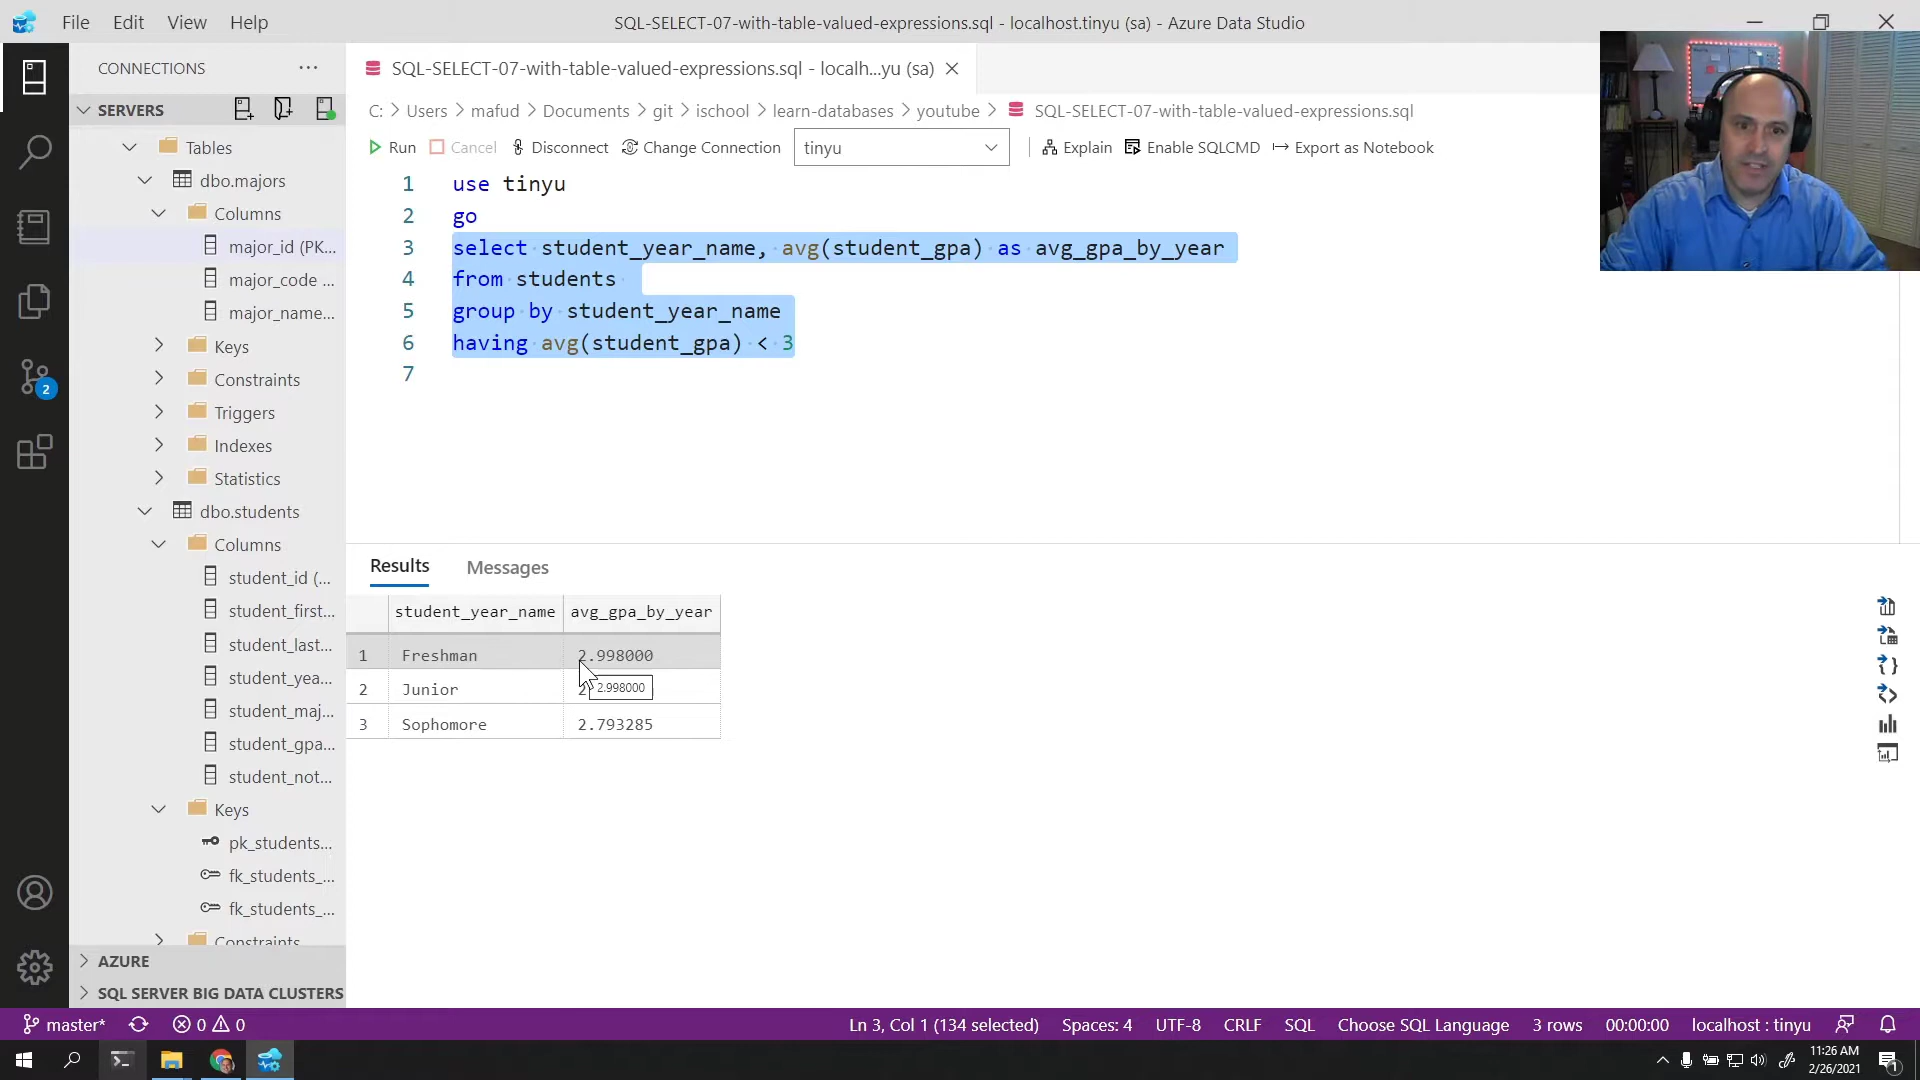 File Edit View Help
SQL-SELECT-07-with-table-valued-expressions.sql - localhost.tinyu (sa) - Azure Data Studio
CONNECTIONS
SQL-SELECT-07-with-table-valued-expressions.sql - localh...yu (sa)
SERVERS
C: > Users > mafud > Documents > git > ischool > learn-databases > youtube > SQL-SELECT-07-with-table-valued-expressions.sql
Run Cancel Disconnect Change Connection tinyu Explain Enable SQLCMD Export as Notebook
Tables
dbo.majors
Columns
major_id (PK...
major_code ...
major_name...
Keys
Constraints
Triggers
Indexes
Statistics
dbo.students
Columns
student_id (...
student_first...
student_last...
student_yea...
student_maj...
student_gpa...
student_not...
Keys
pk_students...
fk_students_...
fk_students_...
Constraints
AZURE
SQL SERVER BIG DATA CLUSTERS
2
1 use tinyu
2 go
3 select student_year_name, avg(student_gpa) as avg_gpa_by_year
4 from students
5 group by student_year_name
6 having avg(student_gpa) < 3
7
Results Messages
student_year_name avg_gpa_by_year
1 Freshman 2.998000
2 Junior 2
2.998000
3 Sophomore 2.793285
master* 0 0 Ln 3, Col 1 (134 selected) Spaces: 4 UTF-8 CRLF SQL Choose SQL Language 3 rows 00:00:00 localhost : tinyu
11:26 AM
2/26/2021
1